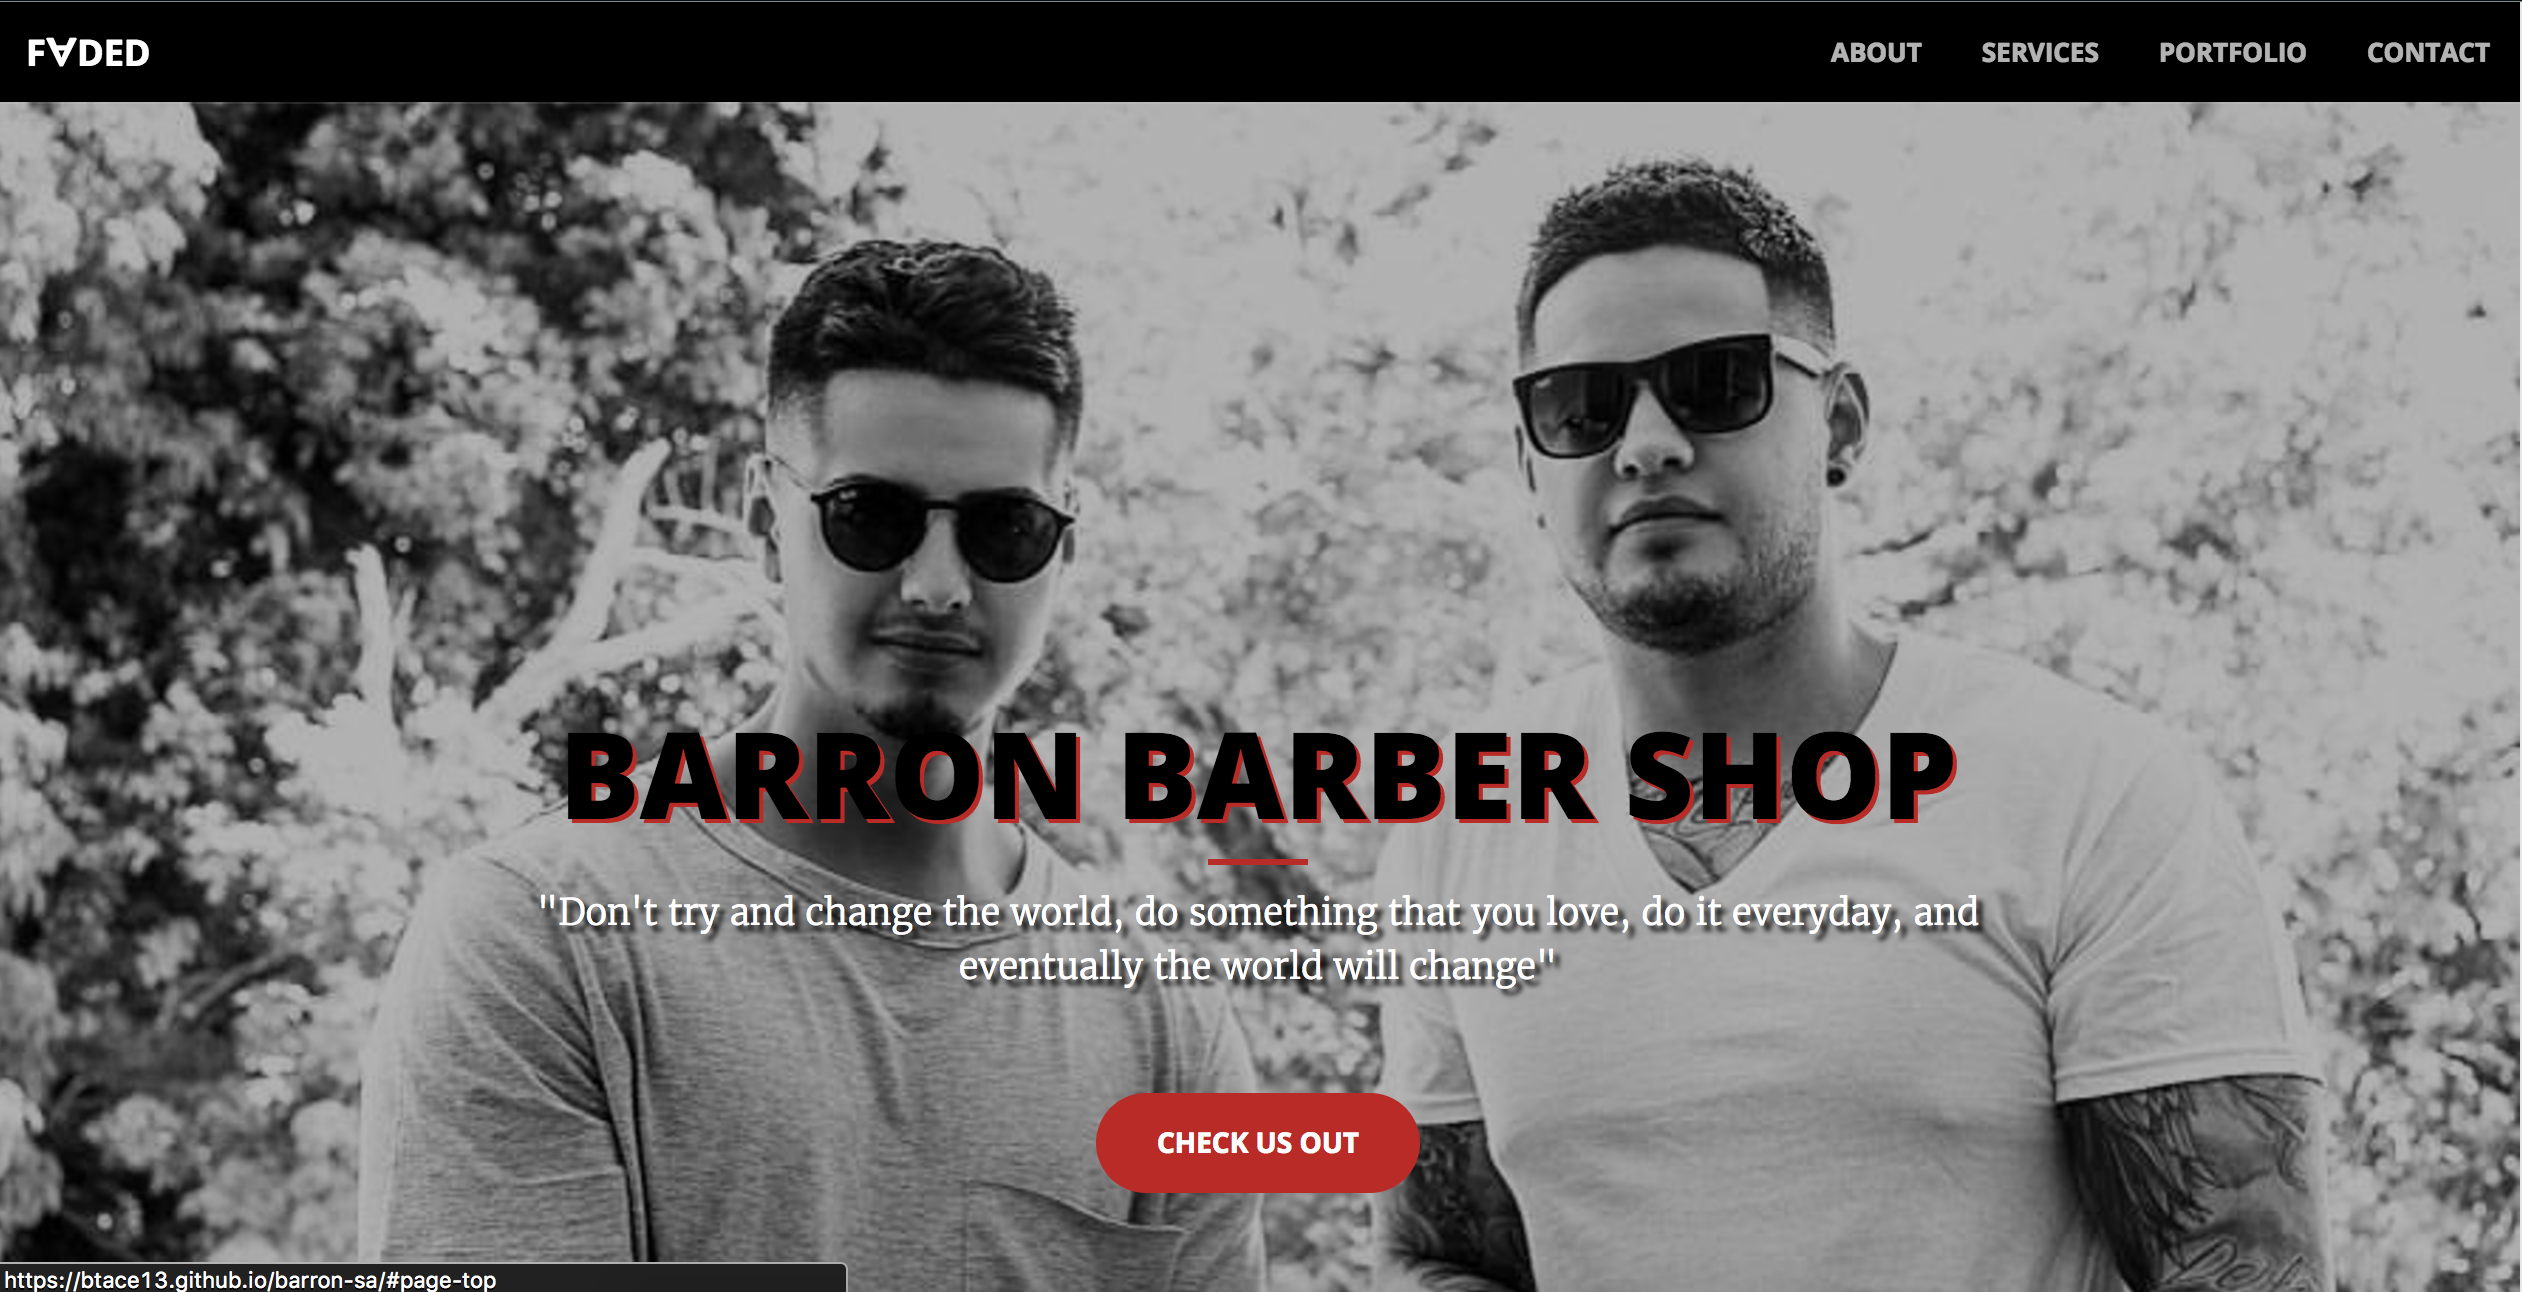 F∀DED
ABOUT SERVICES PORTFOLIO CONTACT
BARRON BARBER SHOP
"Don't try and change the world, do something that you love, do it everyday, and
eventually the world will change"
CHECK US OUT
https://btace13.github.io/barron-sa/#page-top